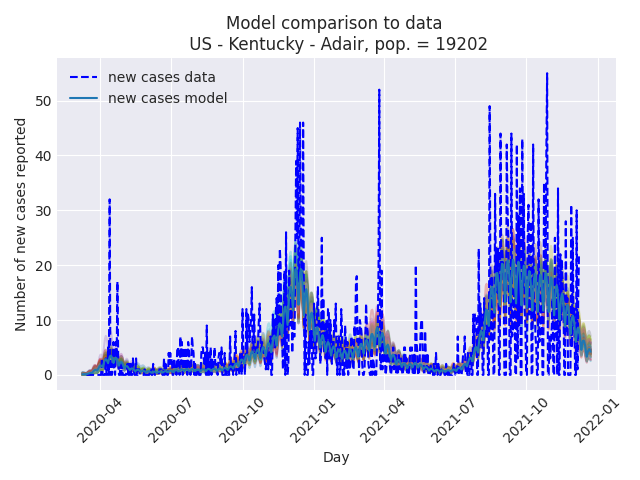 Model comparison to data
US - Kentucky - Adair, pop. = 19202
new cases data
new cases model
Number of new cases reported
50
40
30
20
10
0
2020-04
2020-07
2020-10
2021-01
2021-04
2021-07
2021-10
2022-01
Day